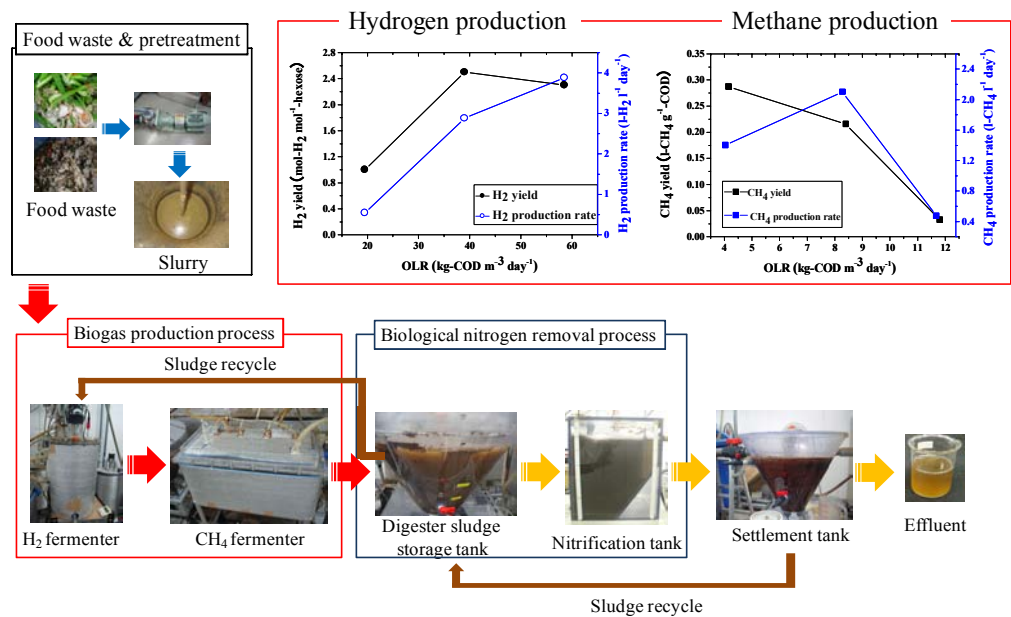 Food waste & pretreatment
Food waste
Slurry
Hydrogen production
H2 yield (mol-H2 mol-1-hexose)
2.8
2.4
2.0
1.6
1.2
0.8
0.4
0.0
20
30
40
50
60
OLR (kg-COD m-3 day-1)
H2 yield
H2 production rate
4
3
2
1
0
H2 production rate (l-H2 l-1 day-1)
Methane production
CH4 yield (l-CH4 g-1-COD)
0.35
0.30
0.25
0.20
0.15
0.10
0.05
0.00
4
5
6
7
8
9
10
11
12
OLR (kg-COD m-3 day-1)
CH4 yield
CH4 production rate
2.4
2.0
1.6
1.2
0.8
0.4
CH4 production rate (l-CH4 l-1 day-1)
Biogas production process
Biological nitrogen removal process
Sludge recycle
H2 fermenter
CH4 fermenter
Digester sludge
storage tank
Nitrification tank
Settlement tank
Effluent
Sludge recycle